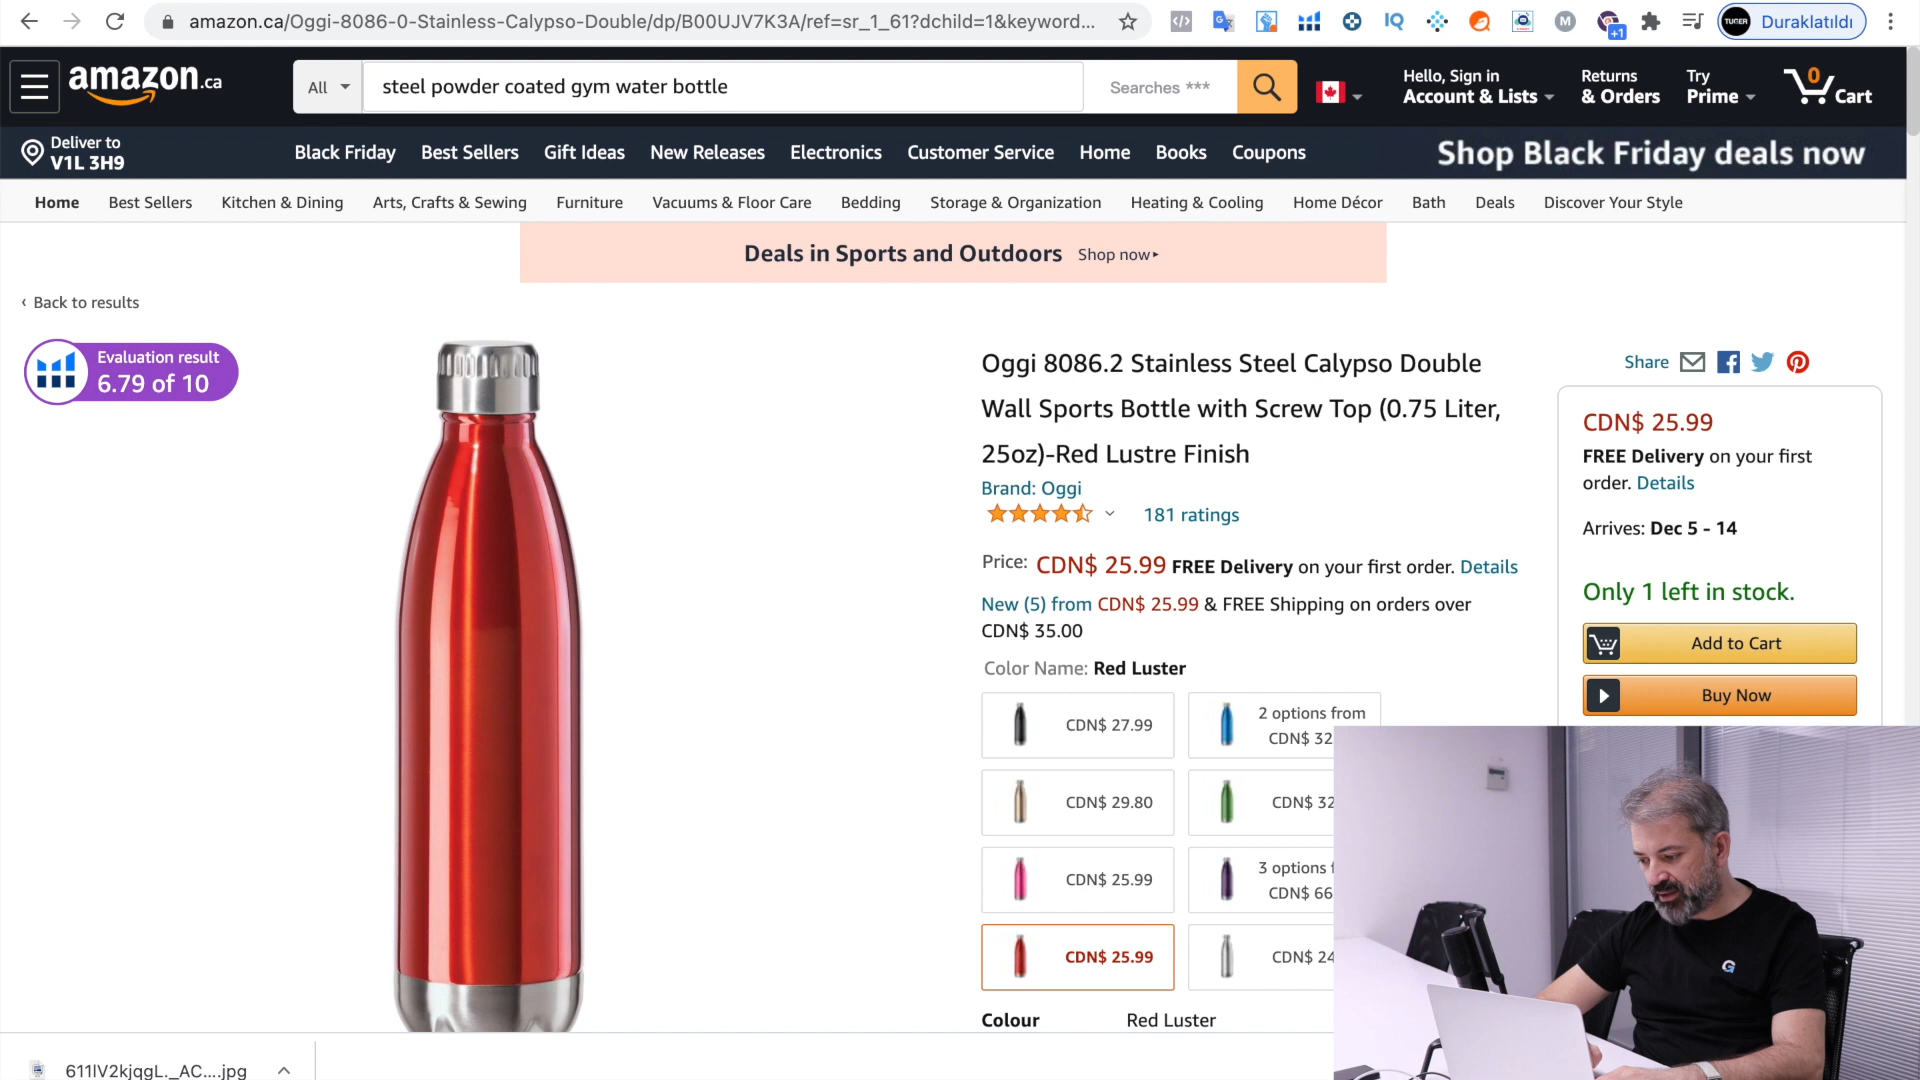 amazon.ca/Oggi-8086-0-Stainless-Calypso-Double/dp/B00UJV7K3A/ref=sr_1_61?dchild=1&keyword...
IQ
M
+1
TUNER
Duraklatıldı
amazon.ca
All
steel powder coated gym water bottle
Searches ***
Hello, Sign in
Account & Lists
Returns
& Orders
Try
Prime
0
Cart
Deliver to
V1L 3H9
Black Friday
Best Sellers
Gift Ideas
New Releases
Electronics
Customer Service
Home
Books
Coupons
Shop Black Friday deals now
Home
Best Sellers
Kitchen & Dining
Arts, Crafts & Sewing
Furniture
Vacuums & Floor Care
Bedding
Storage & Organization
Heating & Cooling
Home Décor
Bath
Deals
Discover Your Style
Deals in Sports and Outdoors Shop now▸
‹ Back to results
Evaluation result
6.79 of 10
Oggi 8086.2 Stainless Steel Calypso Double
Wall Sports Bottle with Screw Top (0.75 Liter,
25oz)-Red Lustre Finish
Brand: Oggi
181 ratings
Price: CDN$ 25.99 FREE Delivery on your first order. Details
New (5) from CDN$ 25.99 & FREE Shipping on orders over
CDN$ 35.00
Color Name: Red Luster
CDN$ 27.99
2 options from
CDN$ 32
CDN$ 29.80
CDN$ 32
CDN$ 25.99
3 options f
CDN$ 66
CDN$ 25.99
CDN$ 24
Colour Red Luster
Share
CDN$ 25.99
FREE Delivery on your first
order. Details
Arrives: Dec 5 - 14
Only 1 left in stock.
Add to Cart
Buy Now
G
611lV2kjqgL._AC....jpg